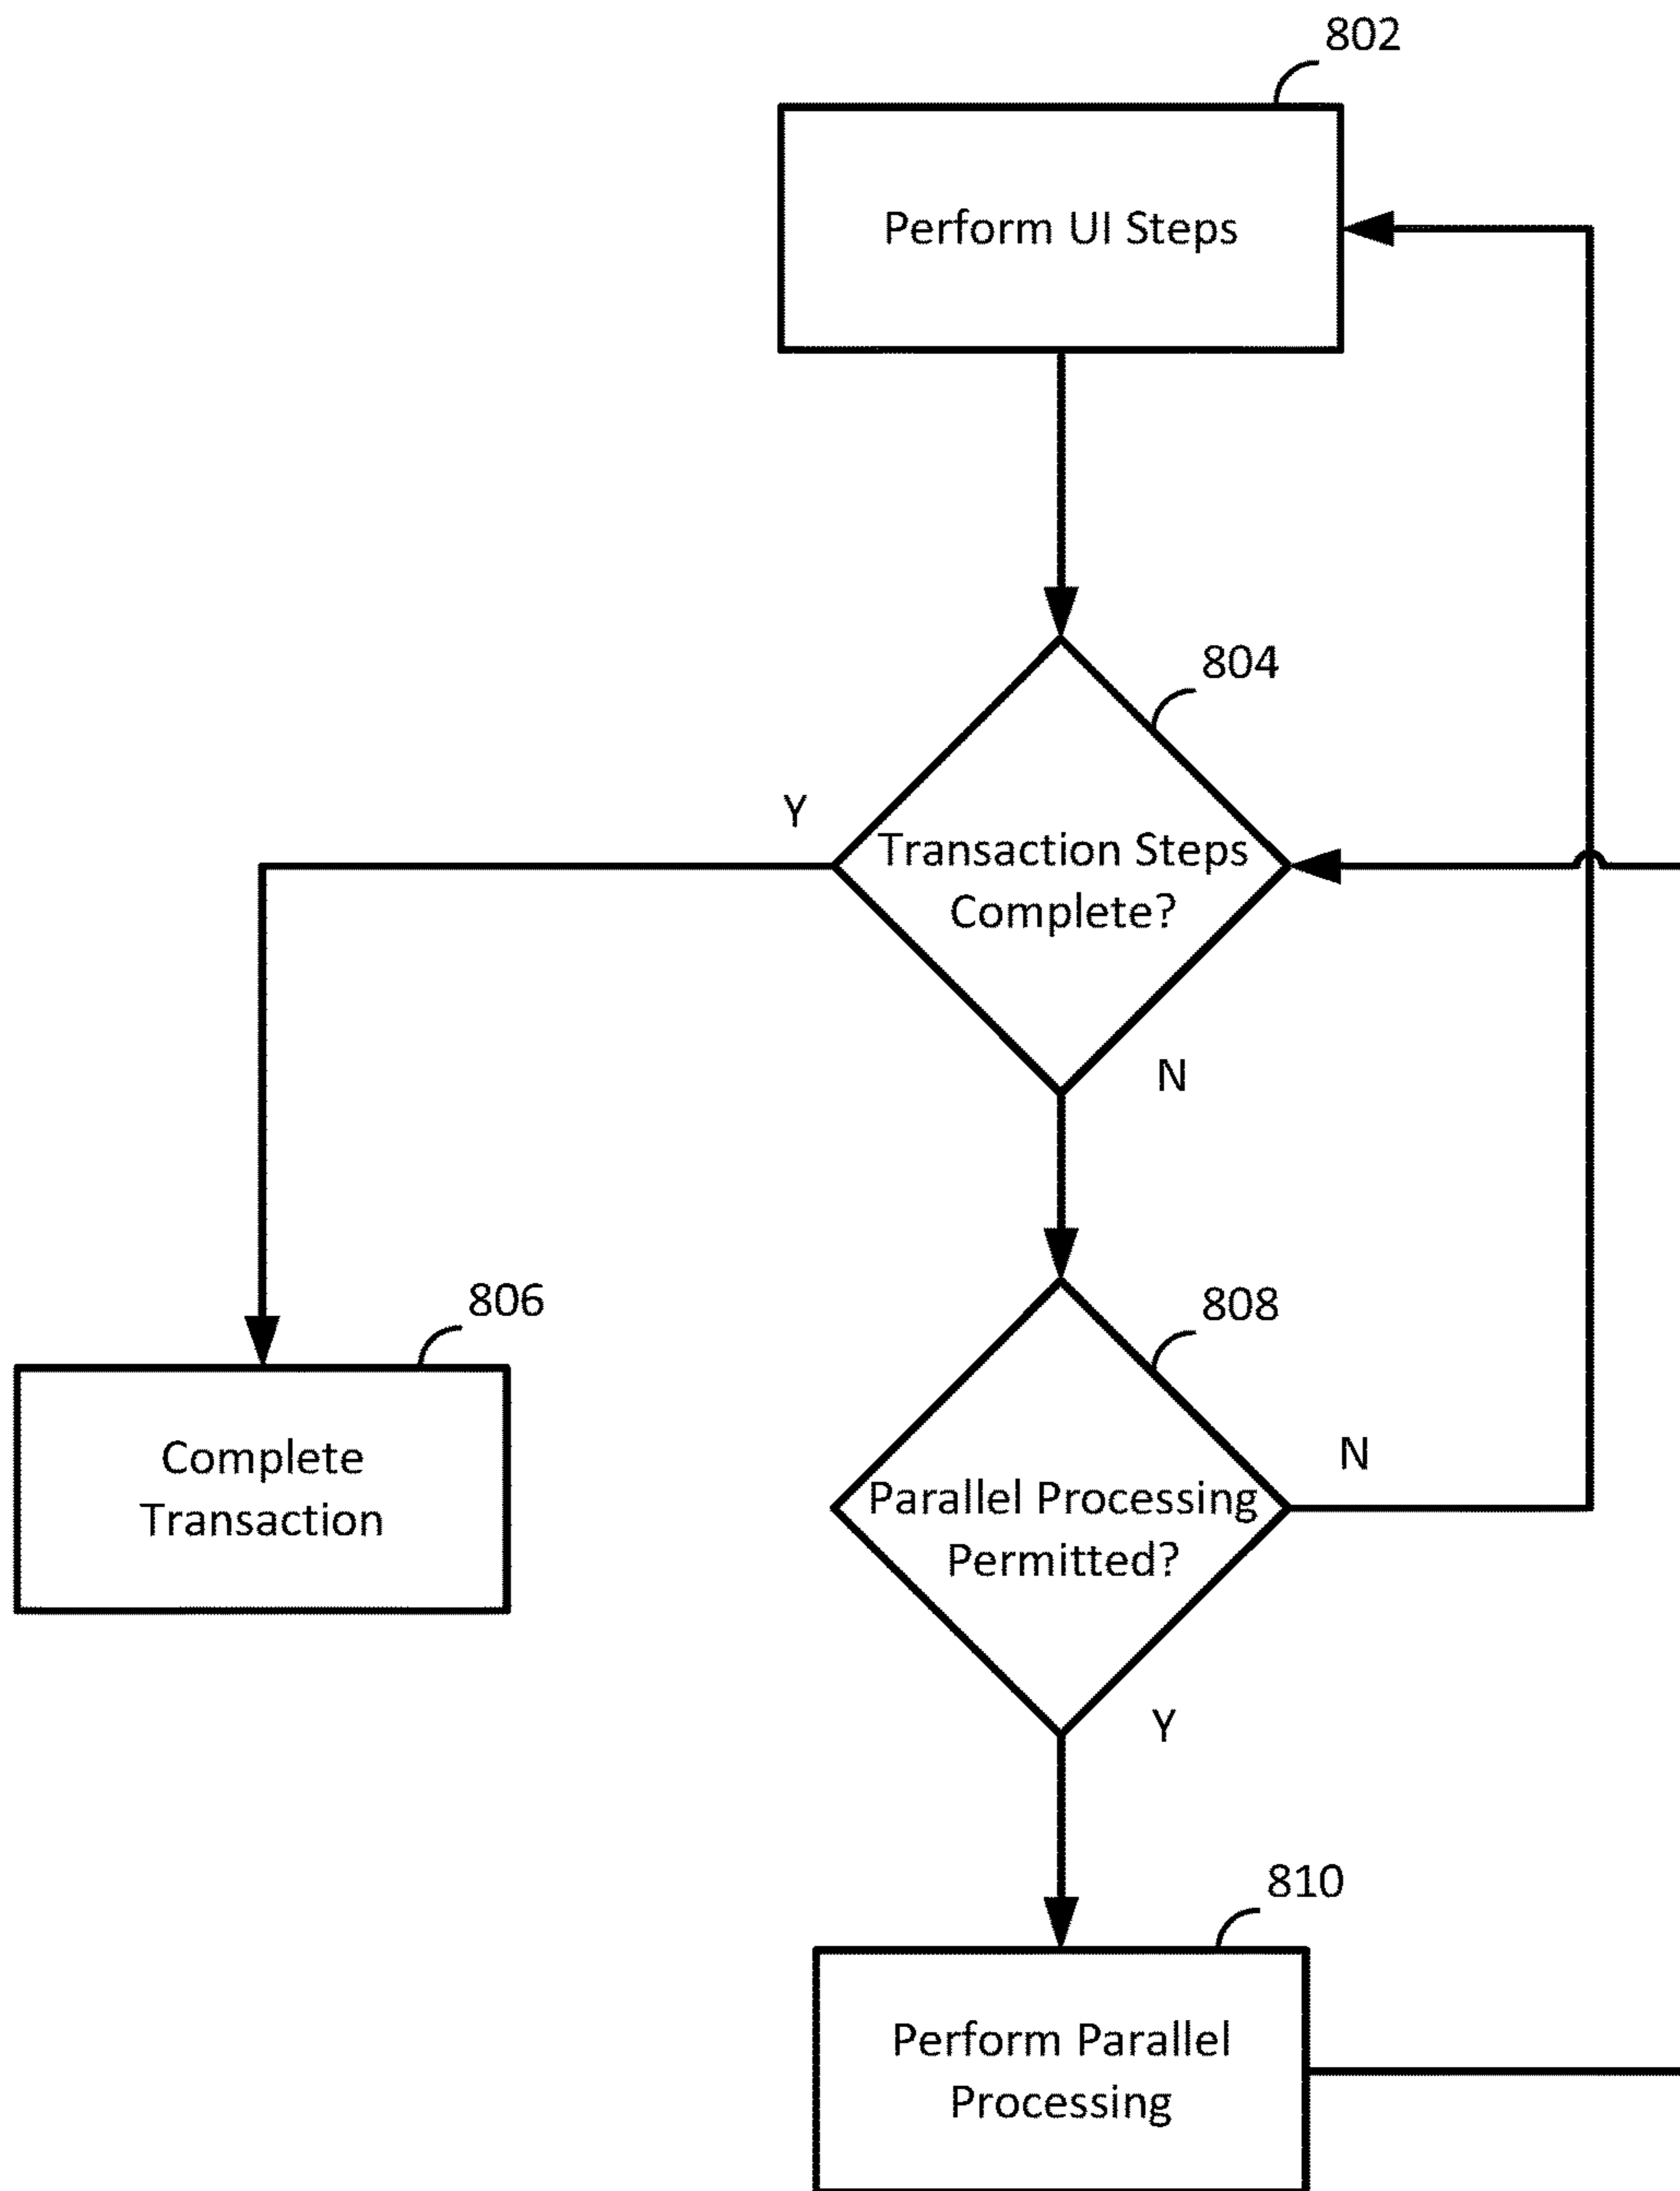 802
Perform UI Steps
804
Y
Transaction Steps
Complete?
N
806
808
Complete
Transaction
N
Parallel Processing
Permitted?
Y
810
Perform Parallel
Processing